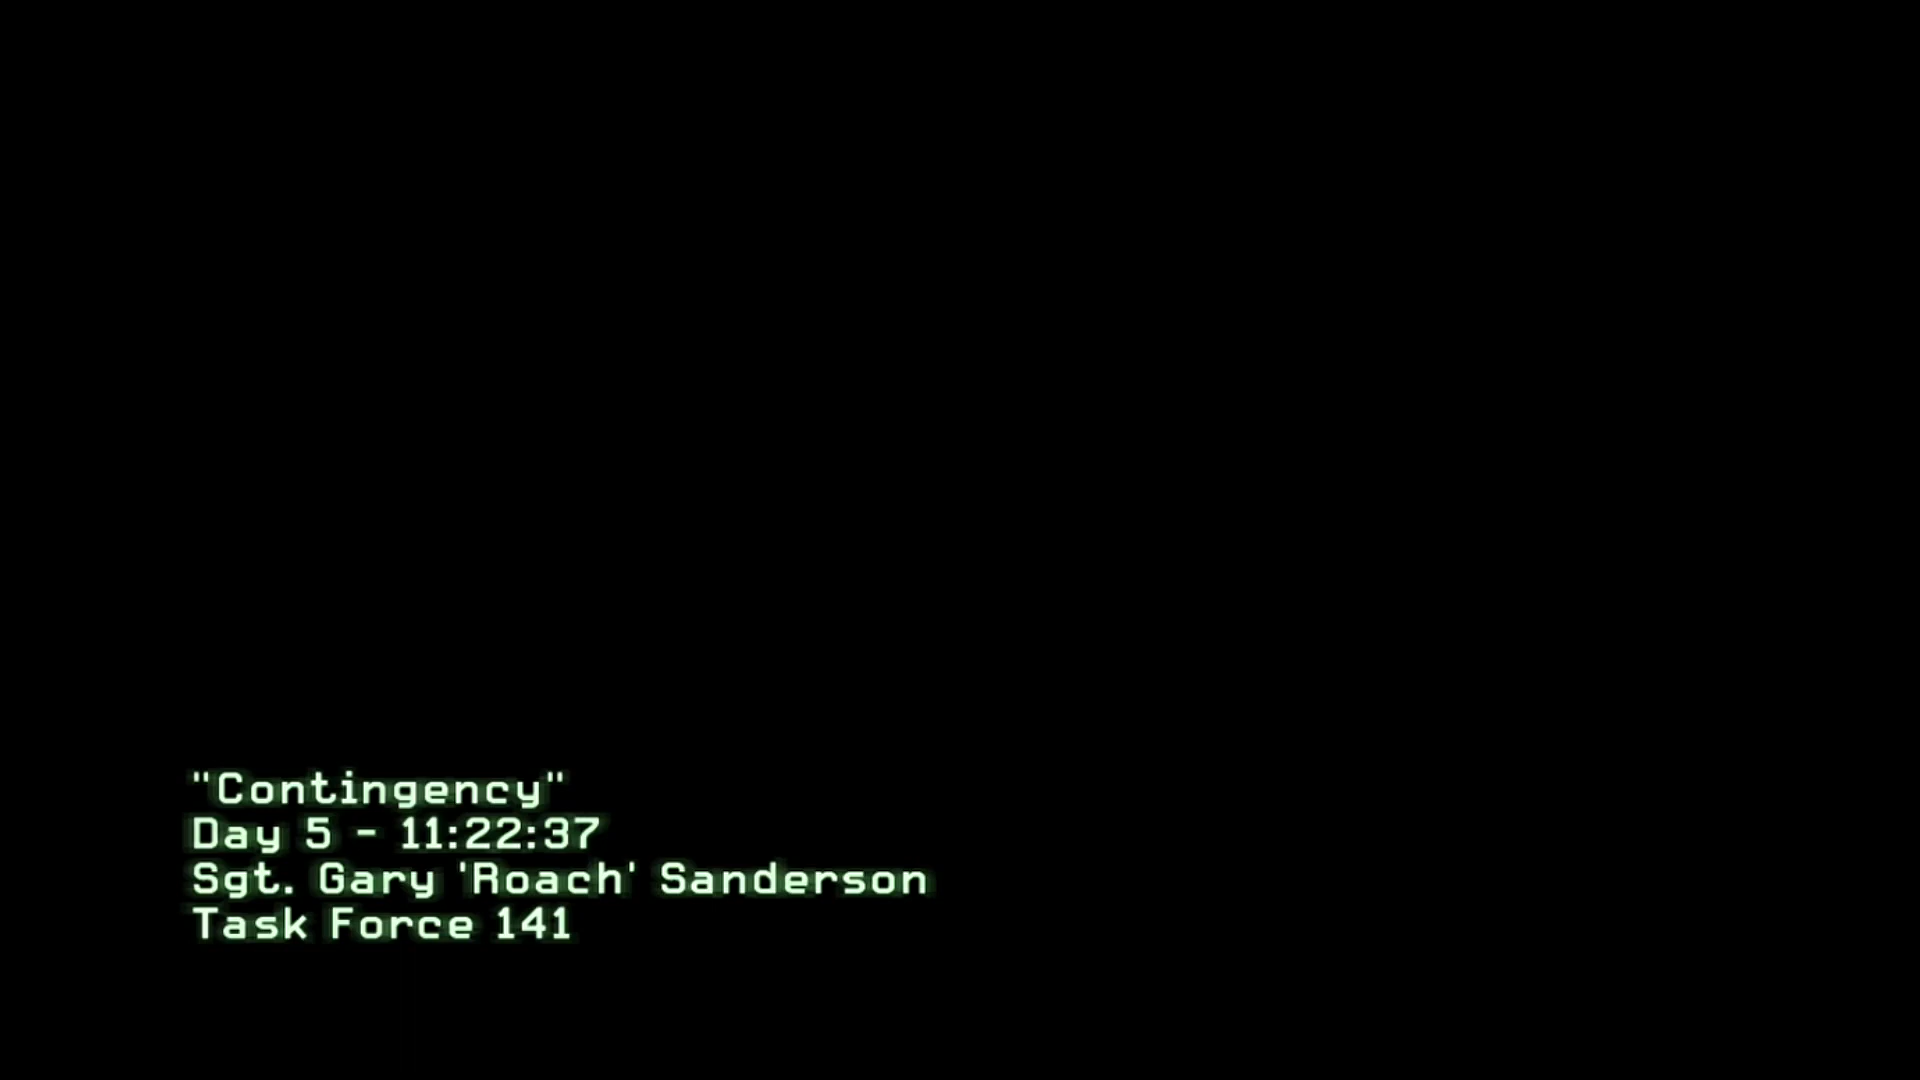 "Contingency"
Day 5 - 11:22:37
Sgt. Gary 'Roach' Sanderson
Task Force 141